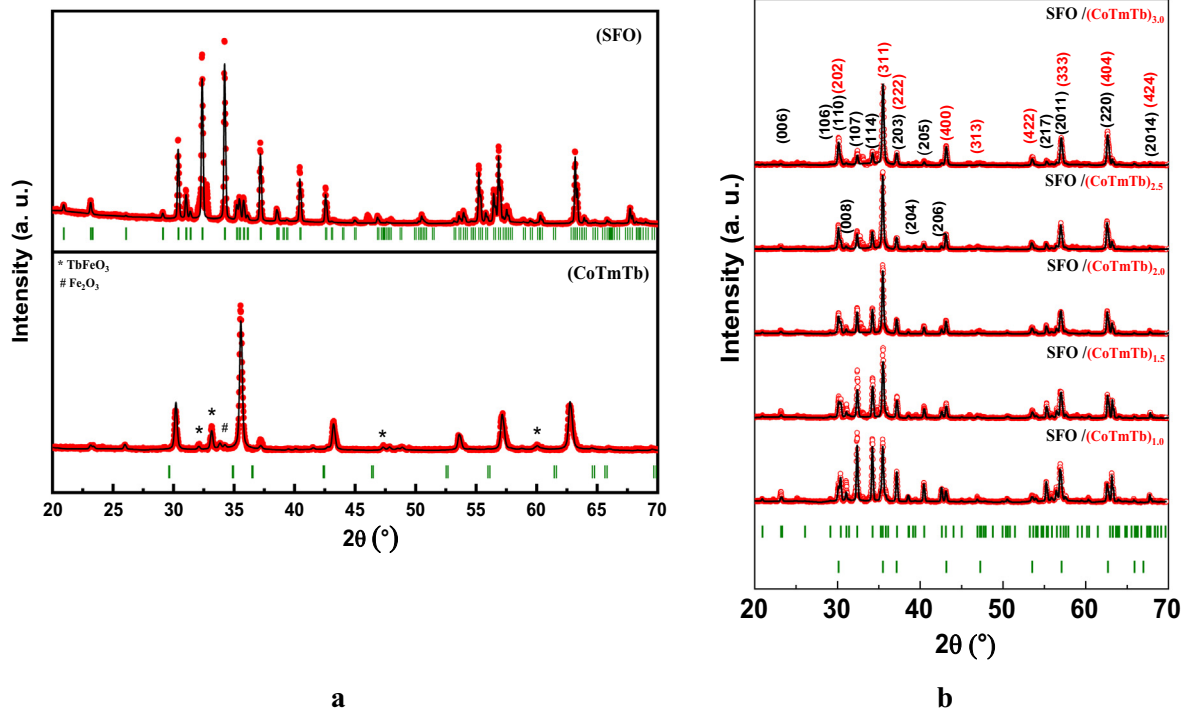 (SFO)
(CoTmTb)
* TbFeO₃
# Fe₂O₃
*
*
#
*
*
Intensity (a. u.)
20 25 30 35 40 45 50 55 60 65 70
2θ (°)
a
SFO /(CoTmTb)3.0
(006)
(106)
(110)
(202)
(107)
(114)
(311)
(203)
(222)
(205)
(400)
(313)
(422)
(217)
(2011)
(333)
(220)
(404)
(2014)
(424)
SFO /(CoTmTb)2.5
(008)
(204)
(206)
SFO /(CoTmTb)2.0
SFO /(CoTmTb)1.5
SFO /(CoTmTb)1.0
Intensity (a. u.)
20 30 40 50 60 70
2θ (°)
b